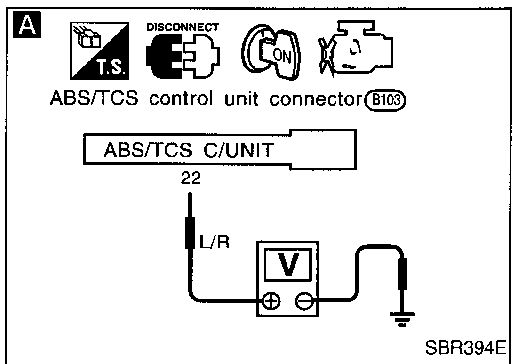 A
DISCONNECT
T.S.
ON
ABS/TCS control unit connector B103
ABS/TCS C/UNIT
22
L/R
V
⊕ ⊖
SBR394E